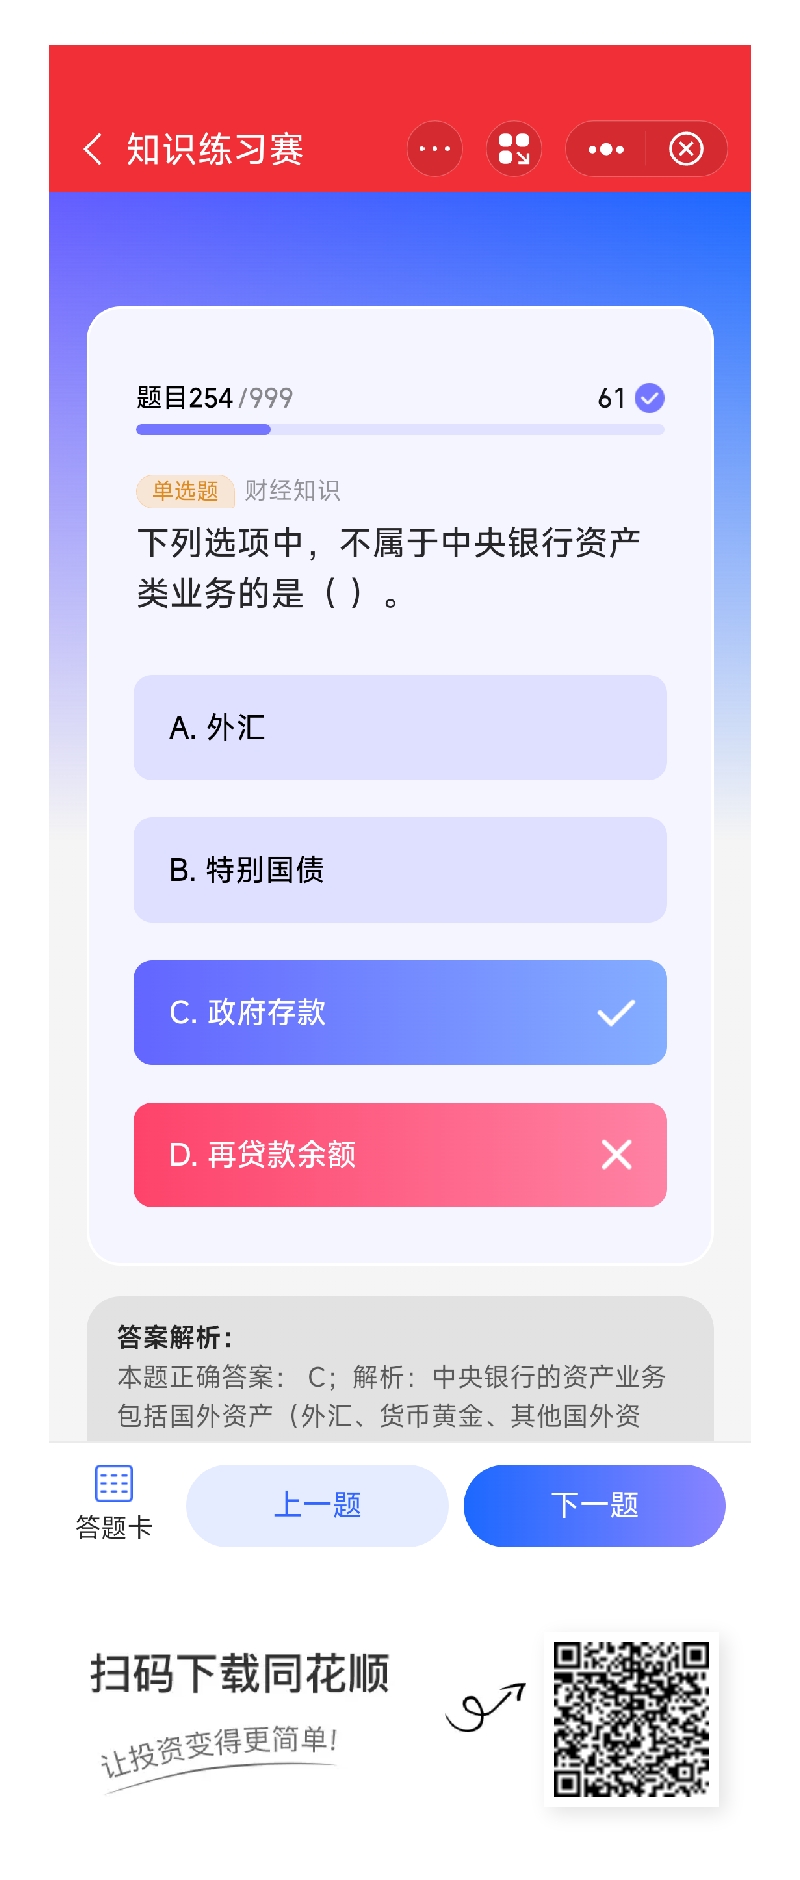 知识练习赛
题目254/999
61
单选题 财经知识
下列选项中，不属于中央银行资产
类业务的是（ ）。
A. 外汇
B. 特别国债
C. 政府存款
D. 再贷款余额
答案解析：
本题正确答案： C；解析：中央银行的资产业务
包括国外资产（外汇、货币黄金、其他国外资
答题卡
上一题
下一题
扫码下载同花顺
让投资变得更简单!